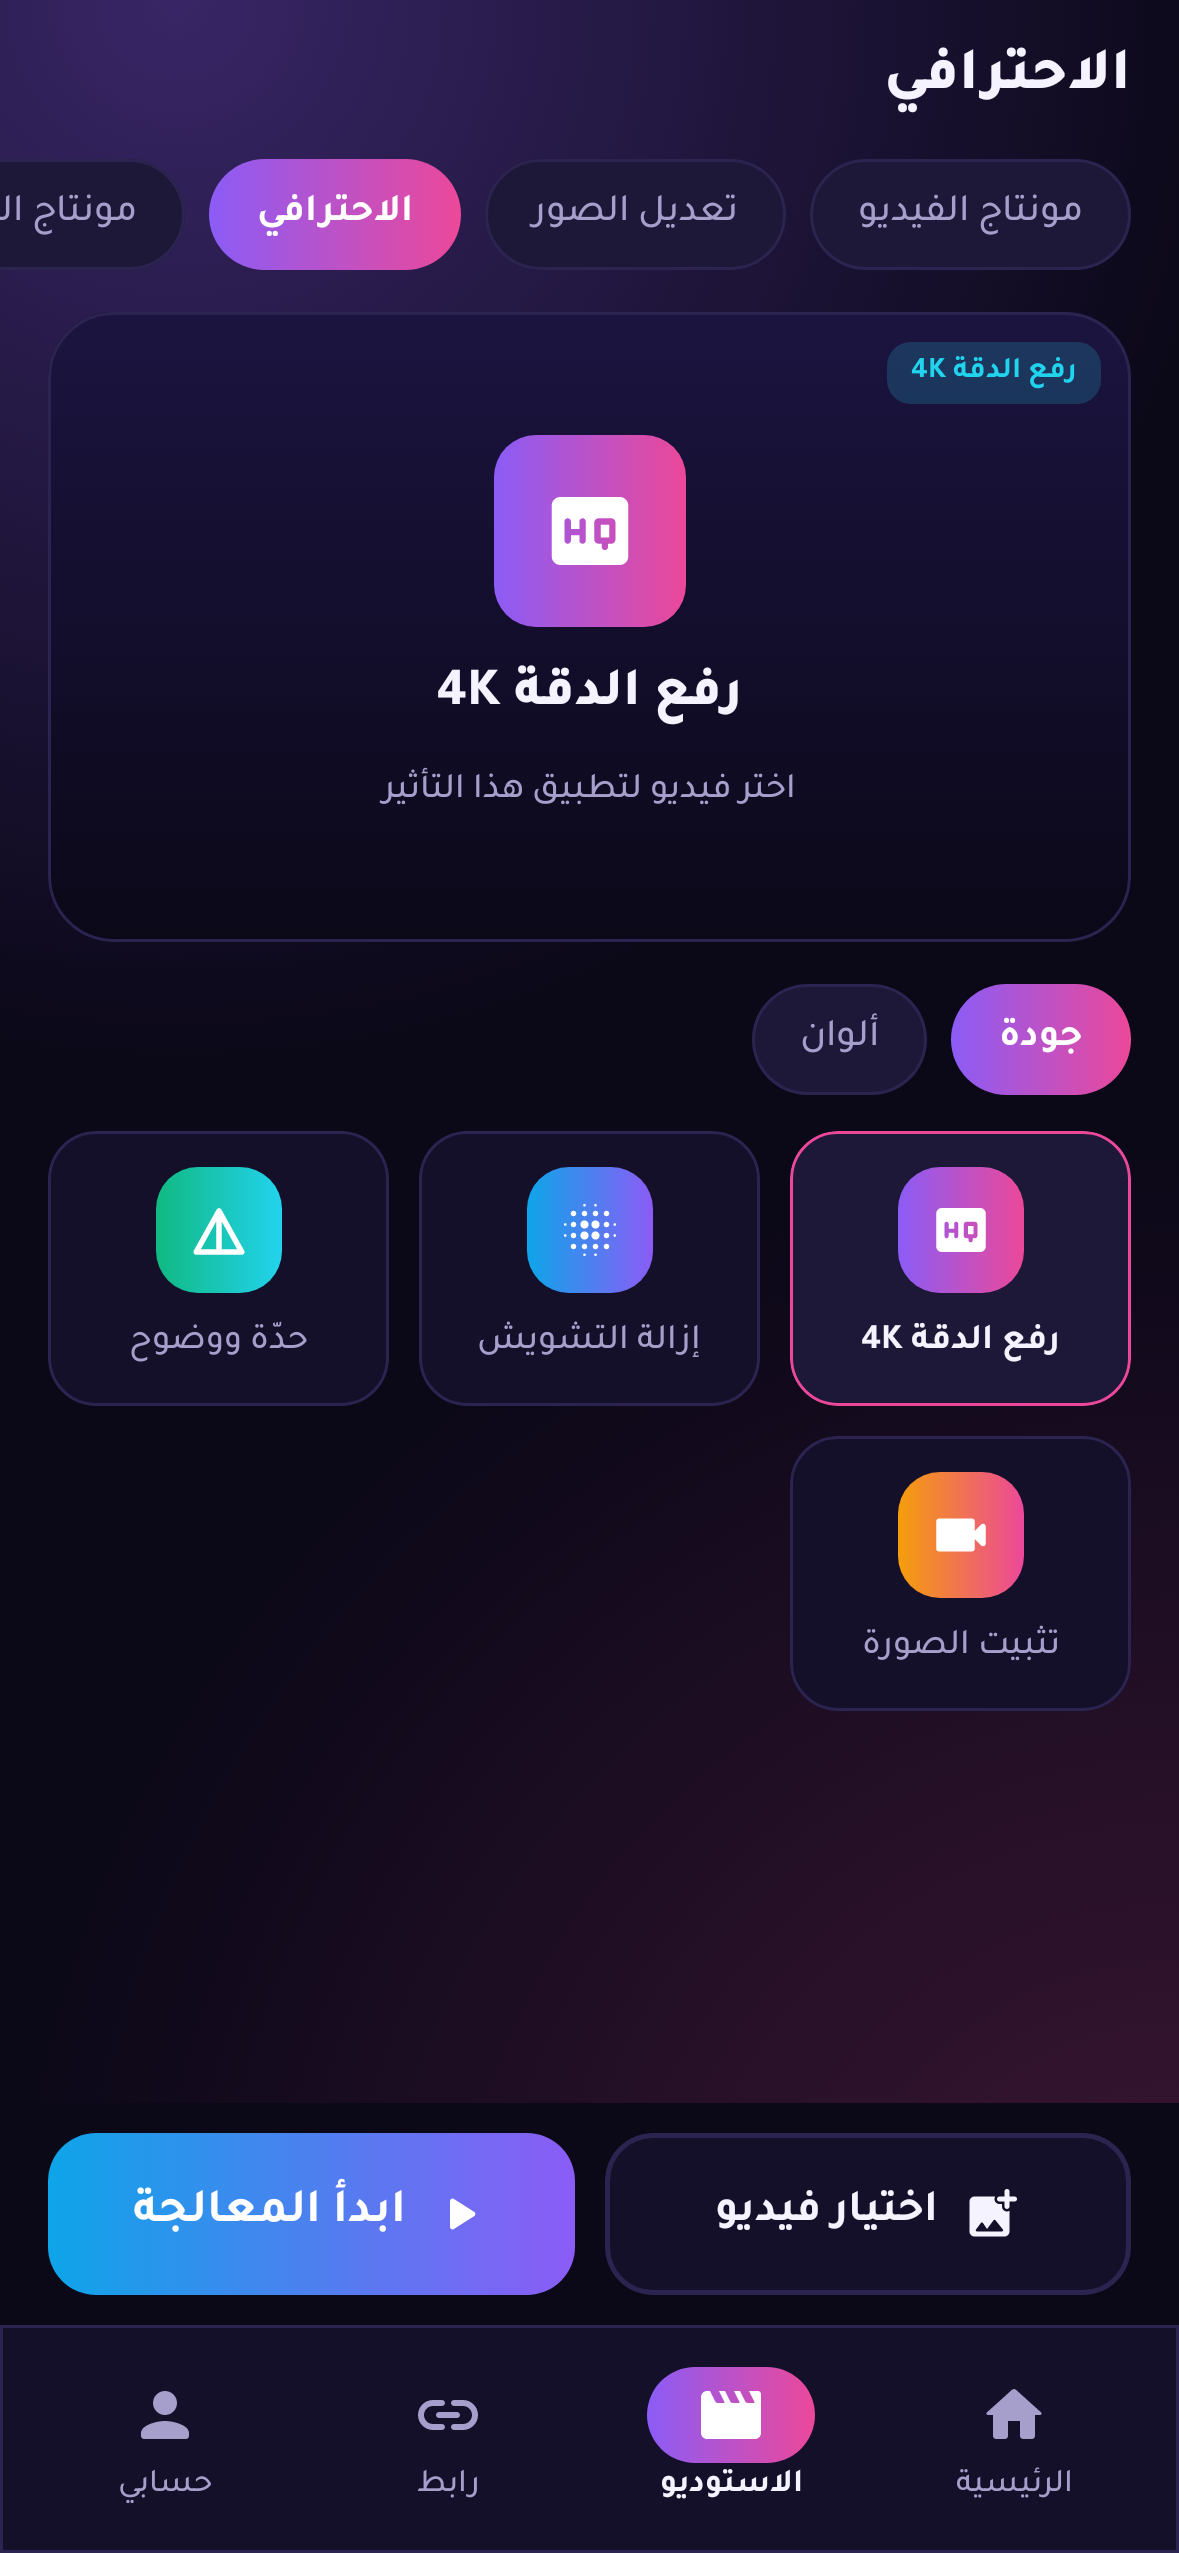 الاحترافي
مونتاج الفيديو
تعديل الصور
الاحترافي
مونتاج
رفع الدقة 4K
HQ
رفع الدقة 4K
اختر فيديو لتطبيق هذا التأثير
جودة
ألوان
HQ
رفع الدقة 4K
إزالة التشويش
حدّة ووضوح
تثبيت الصورة
اختيار فيديو
ابدأ المعالجة
الرئيسية
الاستوديو
رابط
حسابي